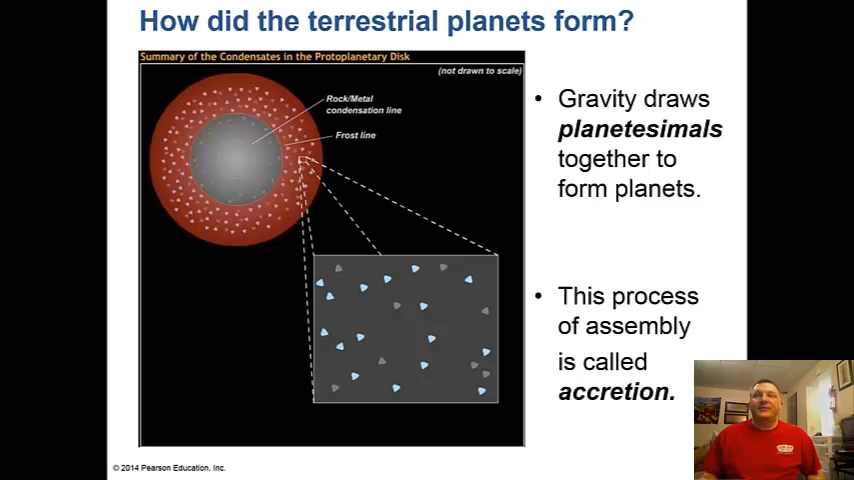 How did the terrestrial planets form?
Summary of the Condensates in the Protoplanetary Disk
(not drawn to scale)
Rock/Metal
condensation line
Frost line
• Gravity draws
planetesimals
together to
form planets.
• This process
of assembly
is called
accretion.
© 2014 Pearson Education, Inc.